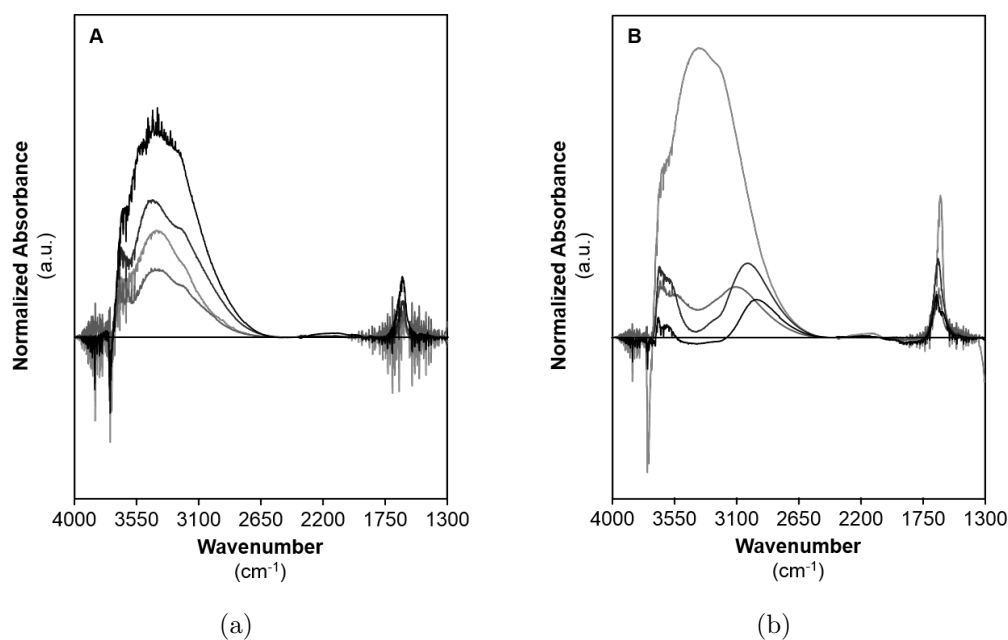 A
Normalized Absorbance
(a.u.)
4000 3550 3100 2650 2200 1750 1300
Wavenumber
(cm⁻¹)
(a)
B
Normalized Absorbance
(a.u.)
4000 3550 3100 2650 2200 1750 1300
Wavenumber
(cm⁻¹)
(b)